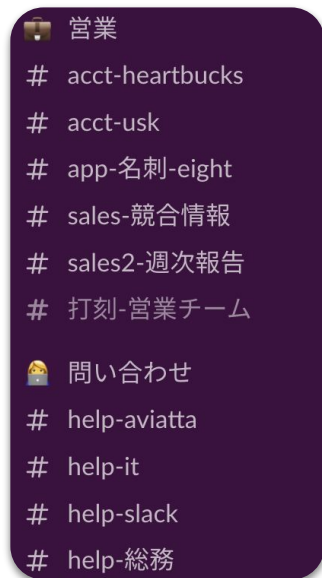 営業
# acct-heartbucks
# acct-usk
# app-名刺-eight
# sales-競合情報
# sales2-週次報告
# 打刻-営業チーム
問い合わせ
# help-aviatta
# help-it
# help-slack
# help-総務